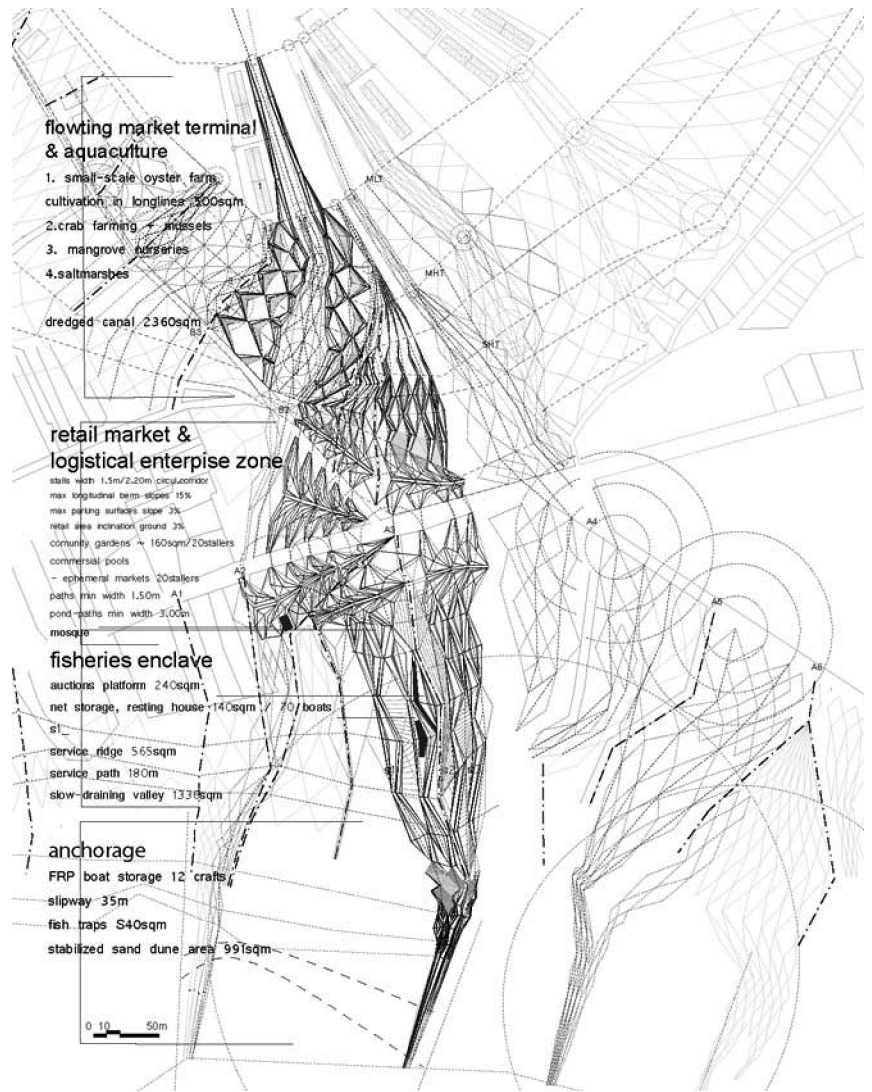 flowting market terminal
& aquaculture
1. small-scale oyster farm
cultivation in longlines 500sqm
2.crab farming + mussels
3. mangrove nurseries
4.saltmarshes
dredged canal 2360sqm
retail market &
logistical enterpise zone
stalls width 1.5m/2.20m circul.corridor
max longitudinal berm slopes 15%
max parking surfaces slope 3%
retail area inclination ground 3%
comunity gardens ~ 160sqm/20stallers
commersial pools
- ephemeral markets 20stallers
paths min width 1.50m
pond-paths min width 3.00m
mosque
fisheries enclave
auctions platform 240sqm
net storage, resting house 140sqm / 70 boats
sl_
service ridge 565sqm
service path 180m
slow-draining valley 1336sqm
anchorage
FRP boat storage 12 crafts
slipway 35m
fish traps S40sqm
stabilized sand dune area 991sqm
0 10 50m
MLT
MHT
SHT
1
2
B3
B2
A3
A2
A1
A4
A5
A6